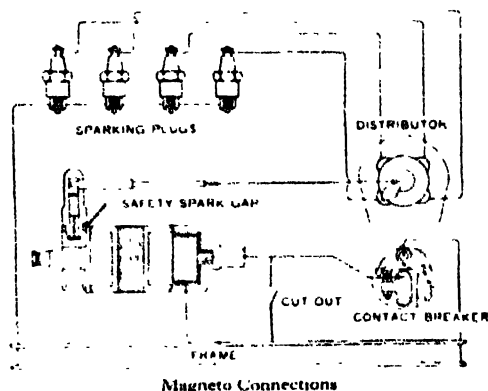 SPARKING PLUGS
DISTRIBUTOR
SAFETY SPARK GAP
CUT OUT
CONTACT BREAKER
FRAME
Magneto Connections